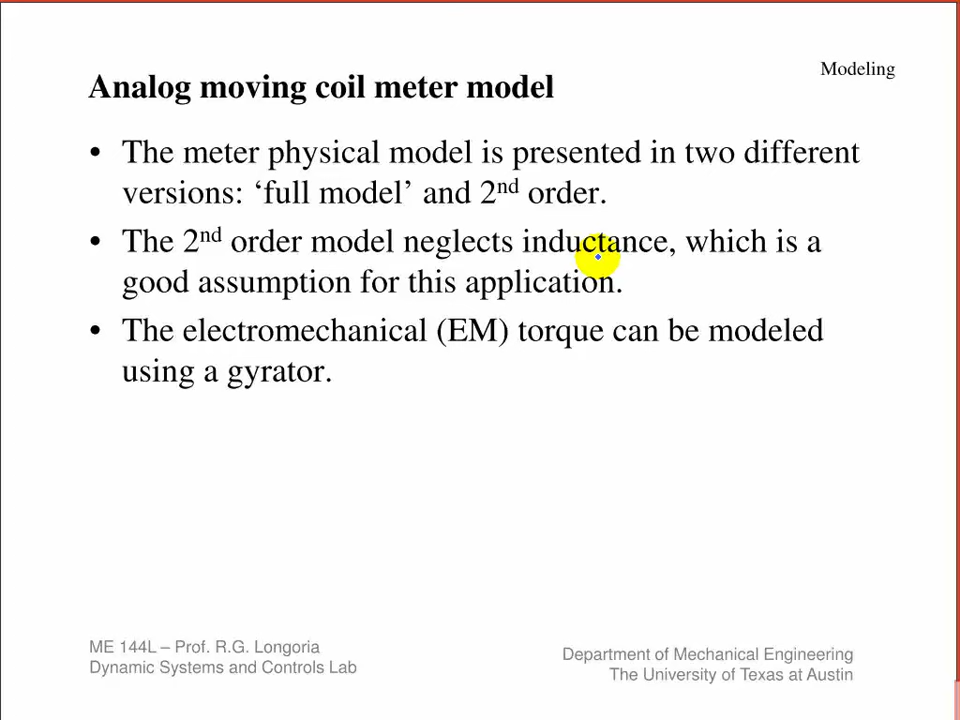 Modeling
Analog moving coil meter model
• The meter physical model is presented in two different
versions: ‘full model’ and 2nd order.
• The 2nd order model neglects inductance, which is a
good assumption for this application.
• The electromechanical (EM) torque can be modeled
using a gyrator.
ME 144L – Prof. R.G. Longoria
Dynamic Systems and Controls Lab
Department of Mechanical Engineering
The University of Texas at Austin